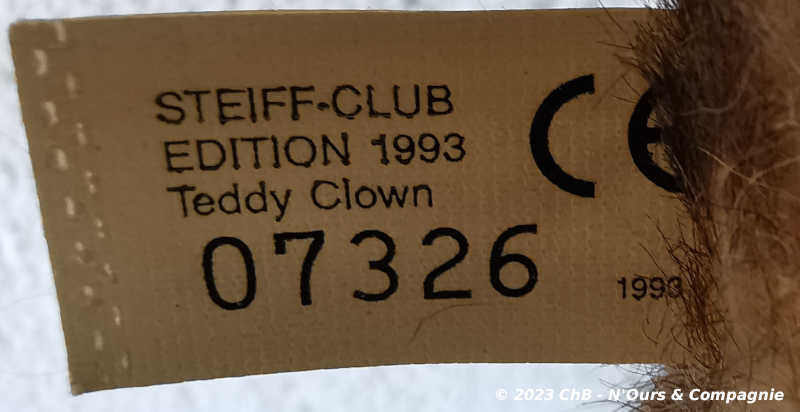 STEIFF-CLUB
EDITION 1993
Teddy Clown
07326
CE
1993
© 2023 ChB - N'Ours & Compagnie